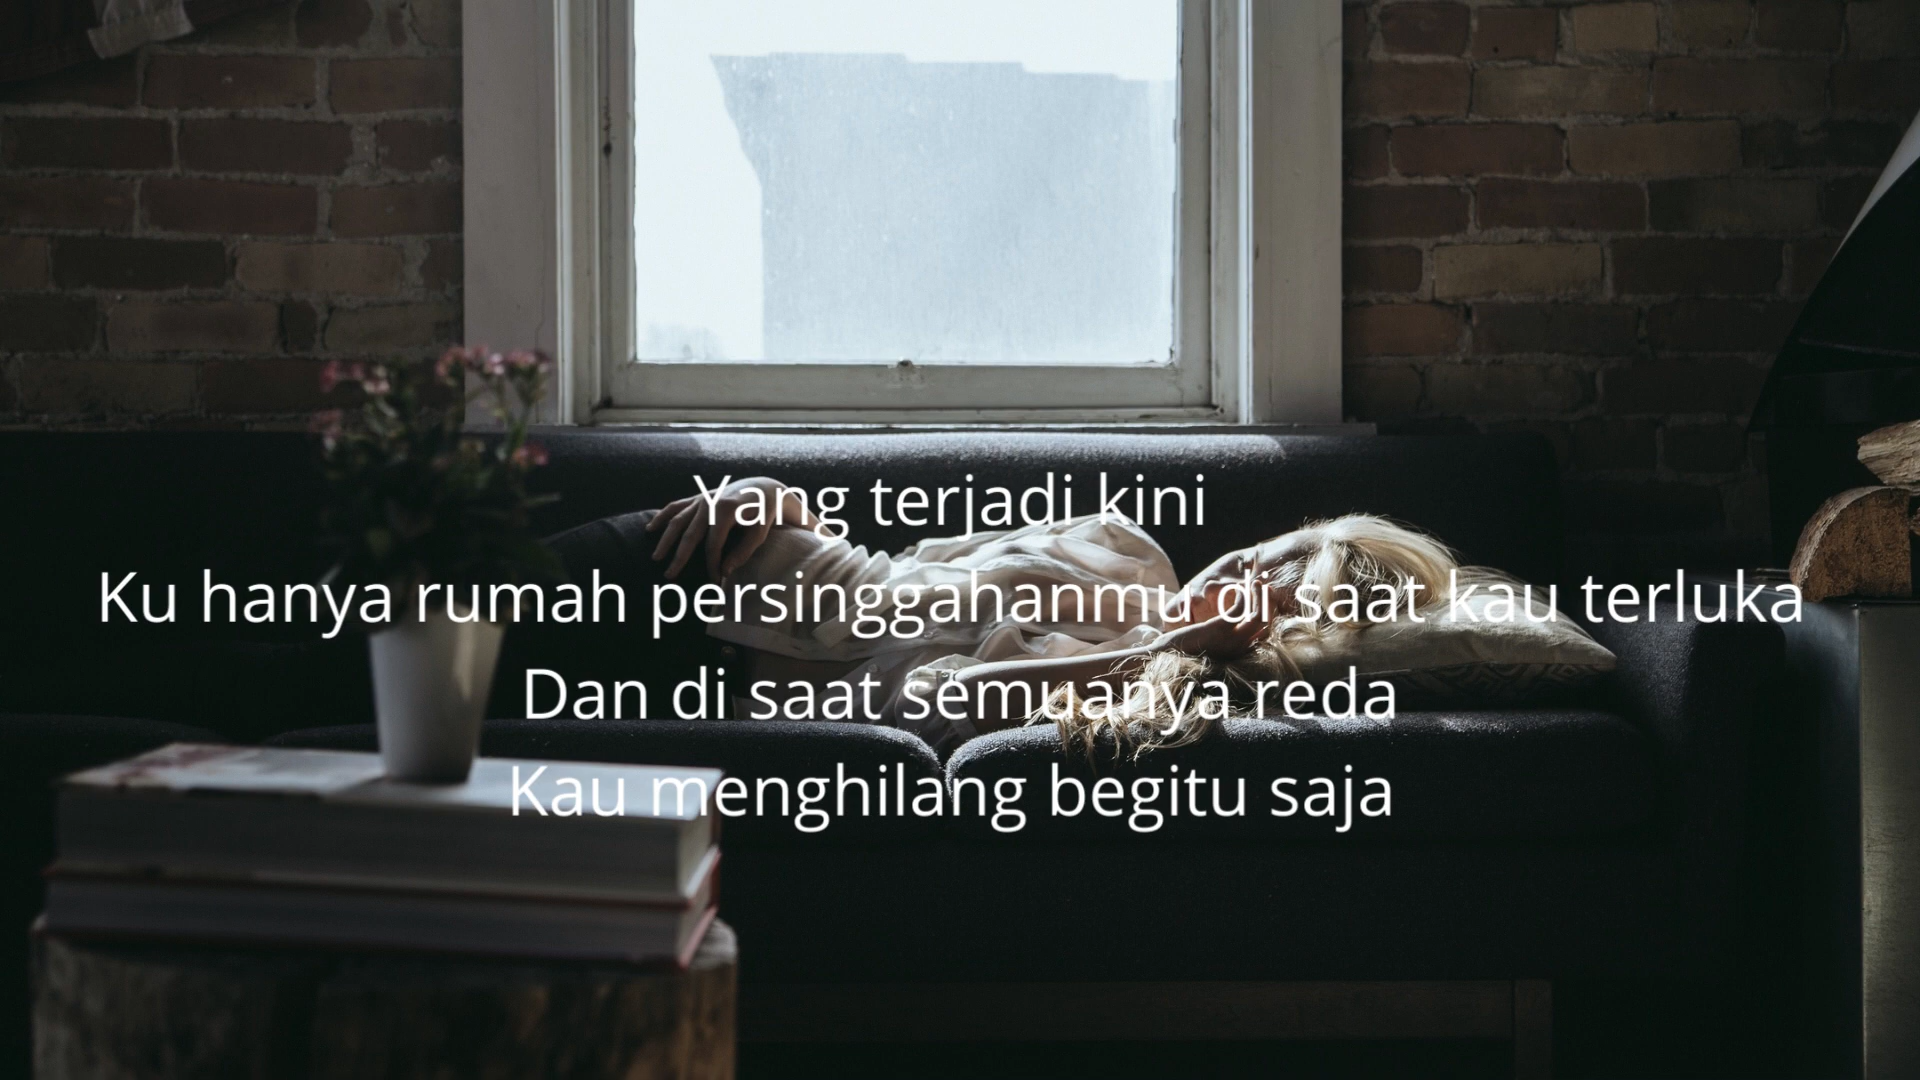 Yang terjadi kini
Ku hanya rumah persinggahanmu di saat kau terluka
Dan di saat semuanya reda
Kau menghilang begitu saja